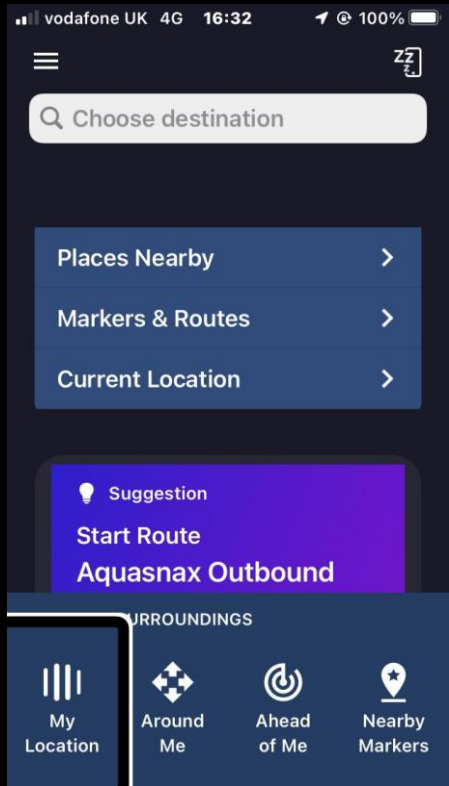 vodafone UK 4G 16:32 100%
zzz
Choose destination
Places Nearby
Markers & Routes
Current Location
Suggestion
Start Route
Aquasnax Outbound
URROUNDINGS
My Location
Around Me
Ahead of Me
Nearby Markers